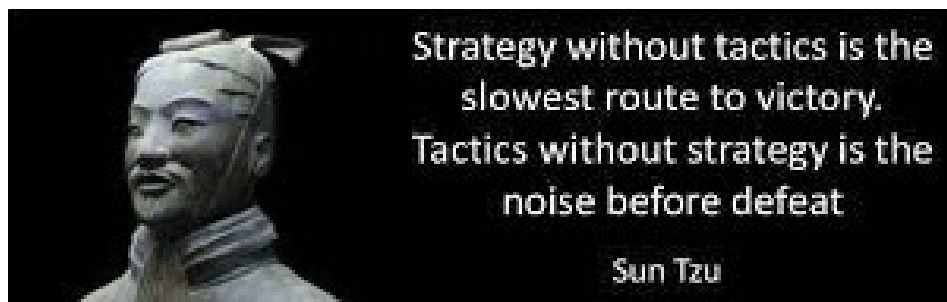 Strategy without tactics is the
slowest route to victory.
Tactics without strategy is the
noise before defeat
Sun Tzu